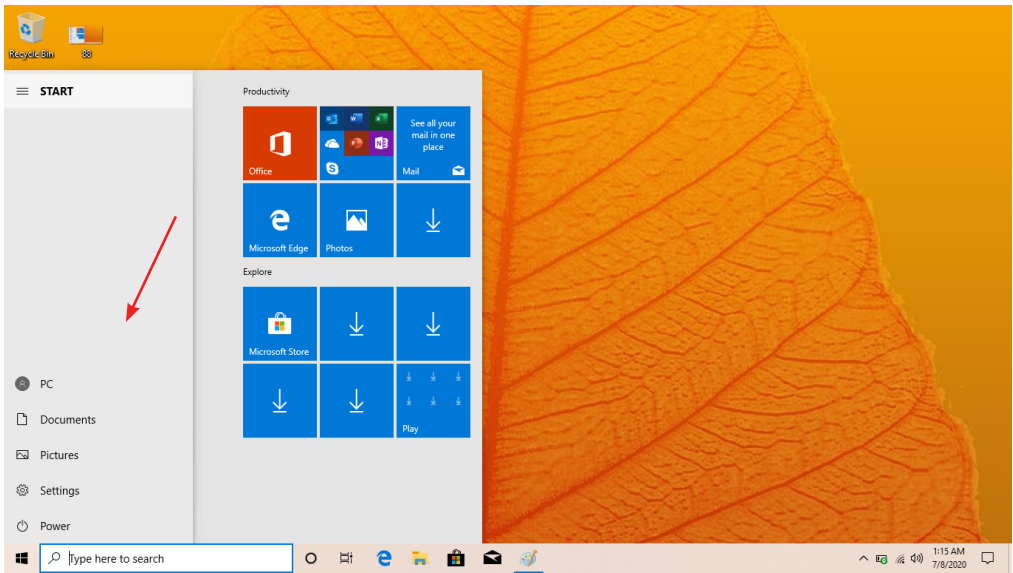 Recycle Bin
83
START
PC
Documents
Pictures
Settings
Power
Productivity
Office
See all your
mail in one
place
Mail
Microsoft Edge
Photos
Explore
Microsoft Store
Play
Type here to search
1:15 AM
7/8/2020